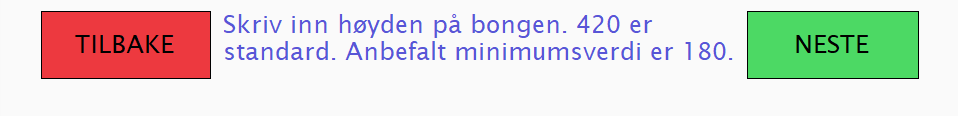 TILBAKE
Skriv inn høyden på bongen. 420 er
standard. Anbefalt minimumsverdi er 180.
NESTE